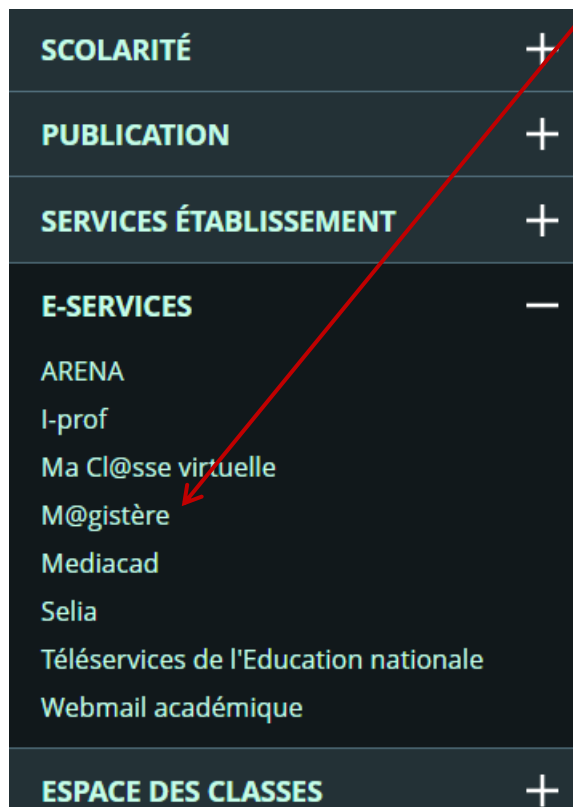 SCOLARITÉ
PUBLICATION
SERVICES ÉTABLISSEMENT
E-SERVICES
ARENA
I-prof
Ma Cl@sse virtuelle
M@gistère
Mediacad
Selia
Téléservices de l'Education nationale
Webmail académique
ESPACE DES CLASSES